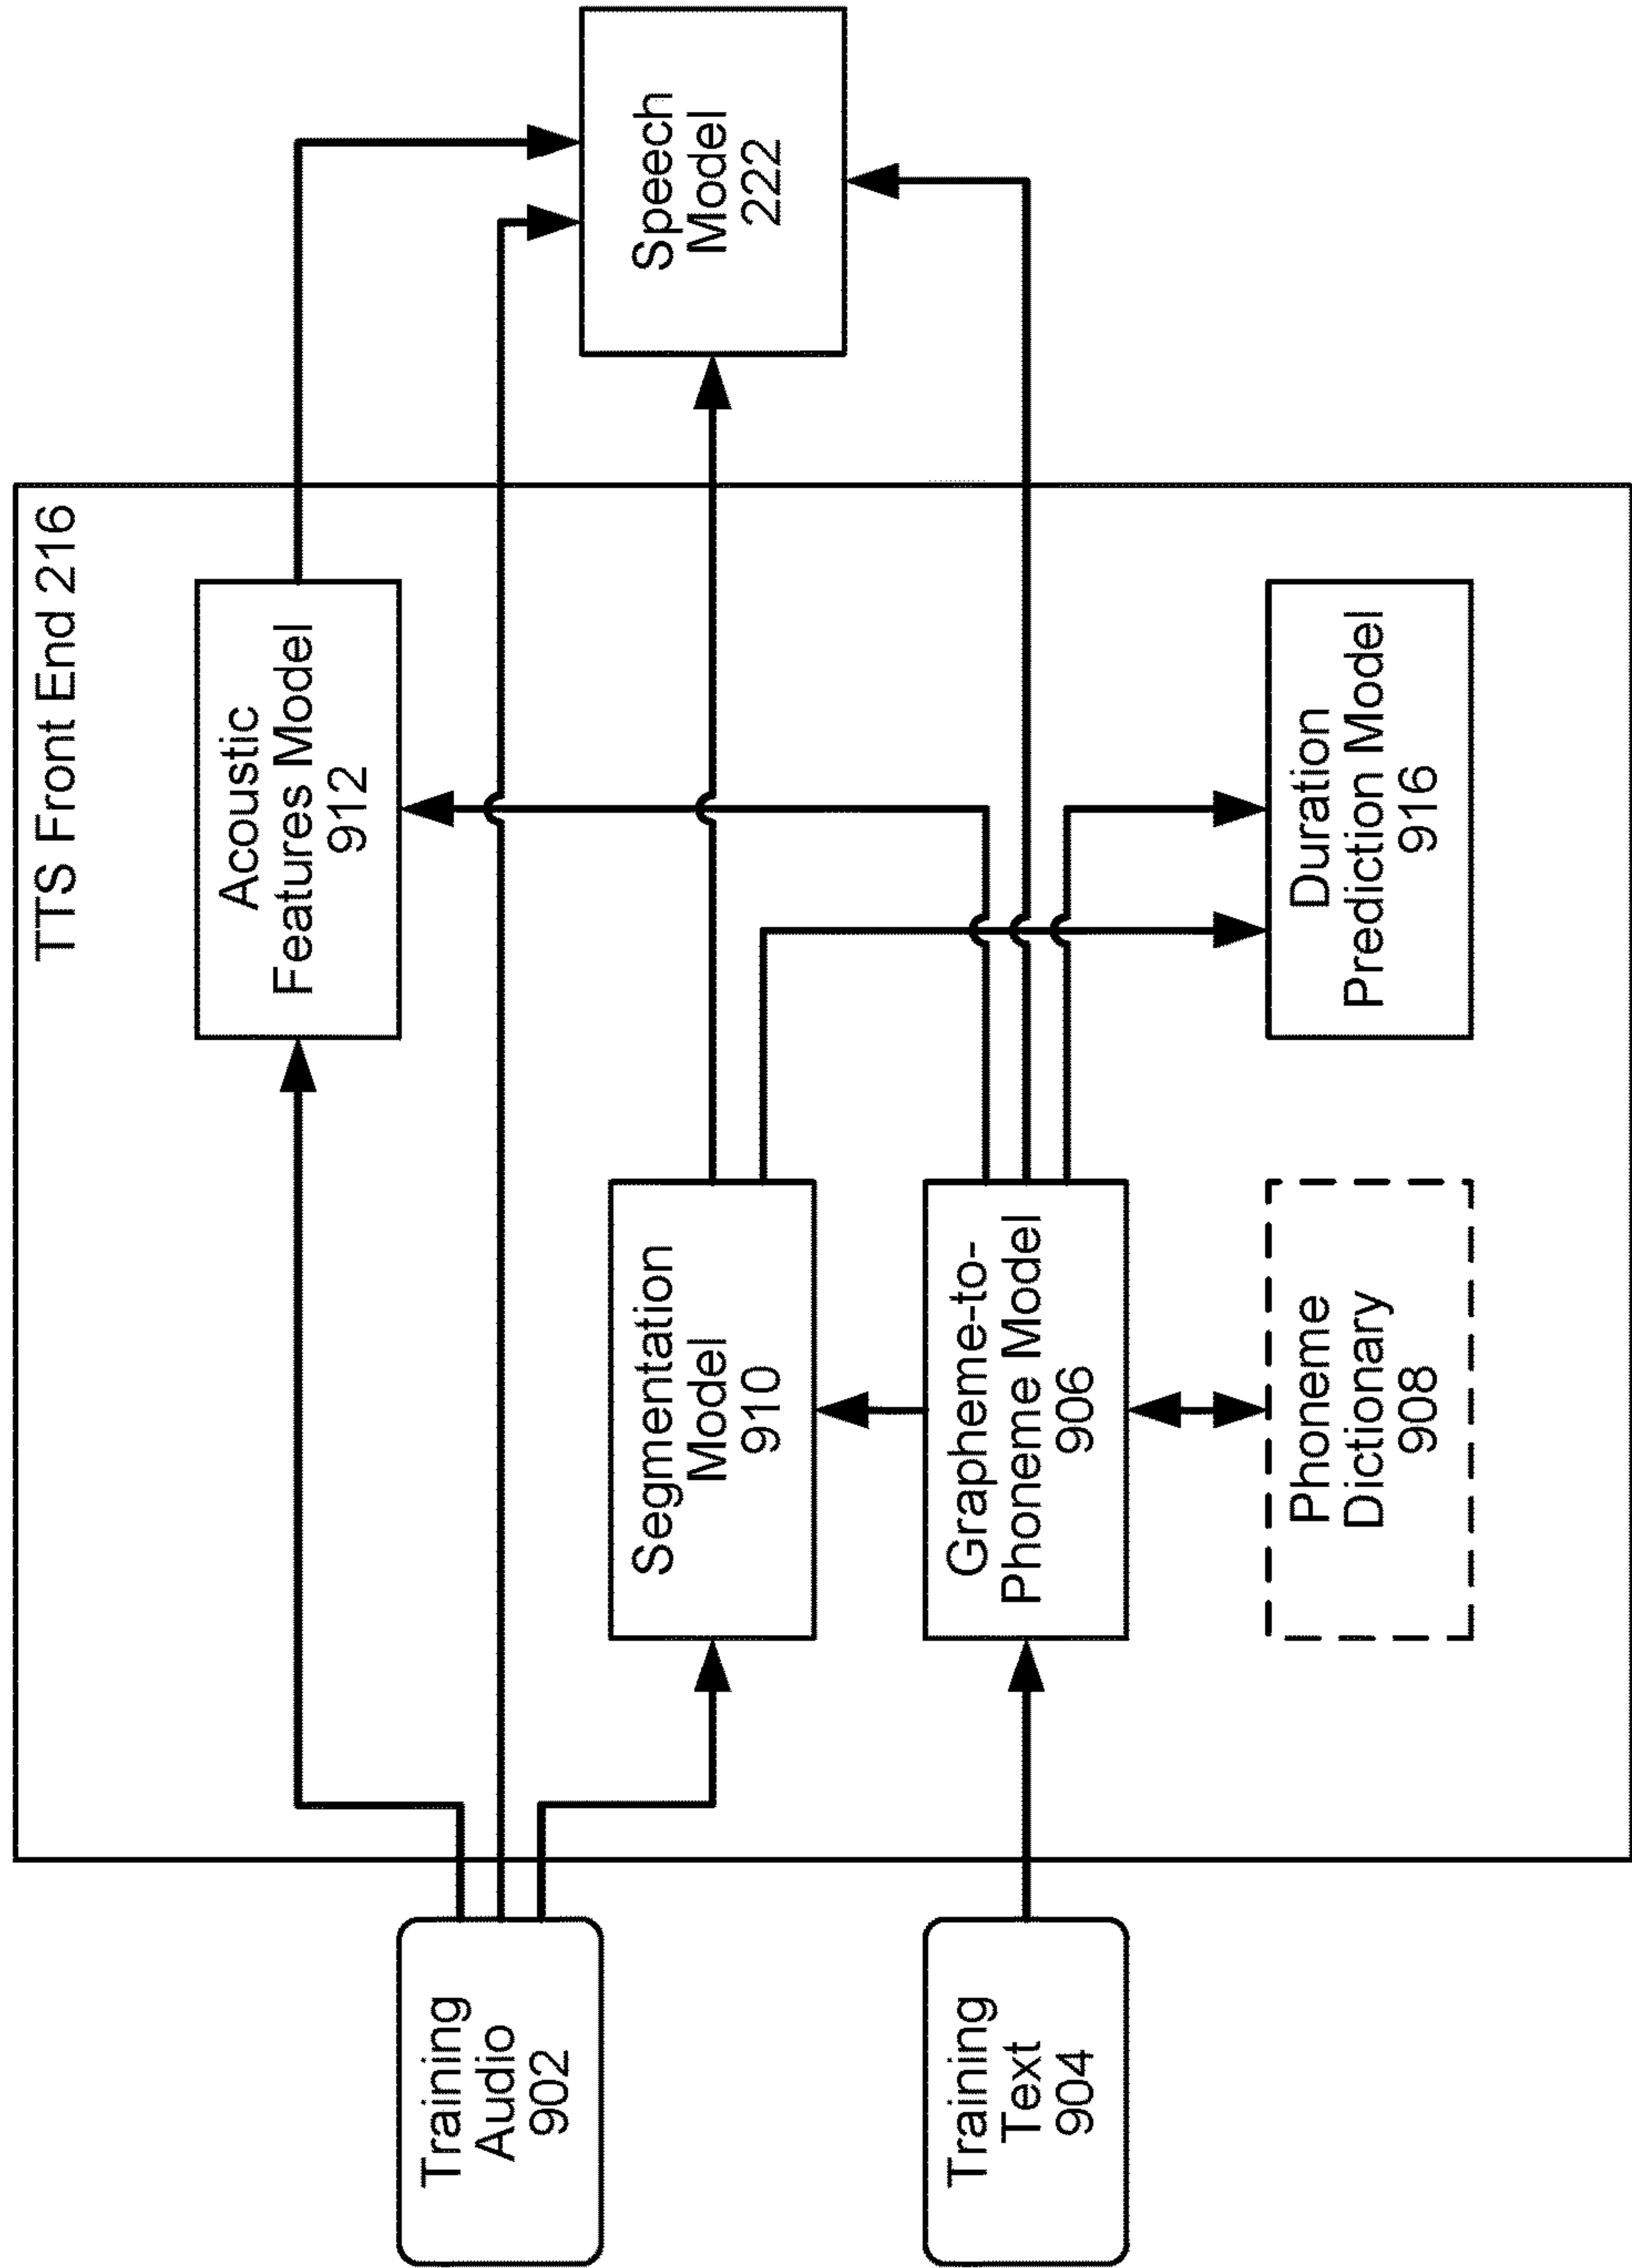 TTS Front End 216
Training
Audio
902
Acoustic
Features Model
912
Speech
Model
222
Segmentation
Model
910
Training
Text
904
Grapheme-to-
Phoneme Model
906
Phoneme
Dictionary
908
Duration
Prediction Model
916